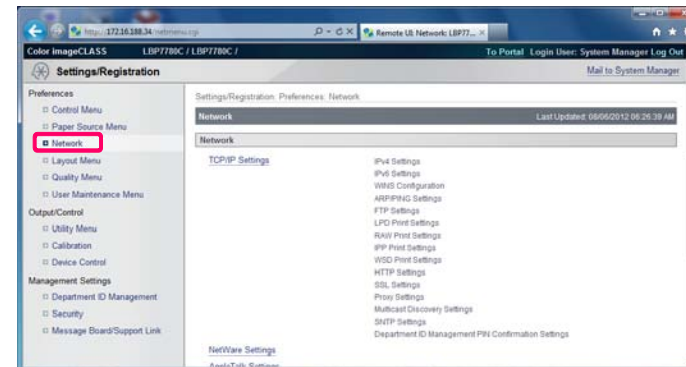 http://172.16.188.34/netmenu.cgi
Remote UI: Network: LBP77...
Color imageCLASS LBP7780C / LBP7780C /
To Portal Login User: System Manager Log Out
Settings/Registration
Mail to System Manager
Preferences
Control Menu
Paper Source Menu
Network
Layout Menu
Quality Menu
User Maintenance Menu
Output/Control
Utility Menu
Calibration
Device Control
Management Settings
Department ID Management
Security
Message Board/Support Link
Settings/Registration: Preferences: Network
Network
Last Updated: 08/06/2012 06:26:39 AM
Network
TCP/IP Settings
IPv4 Settings
IPv6 Settings
WINS Configuration
ARP/PING Settings
FTP Settings
LPD Print Settings
RAW Print Settings
IPP Print Settings
WSD Print Settings
HTTP Settings
SSL Settings
Proxy Settings
Multicast Discovery Settings
SNTP Settings
Department ID Management PIN Confirmation Settings
NetWare Settings
AppleTalk Settings